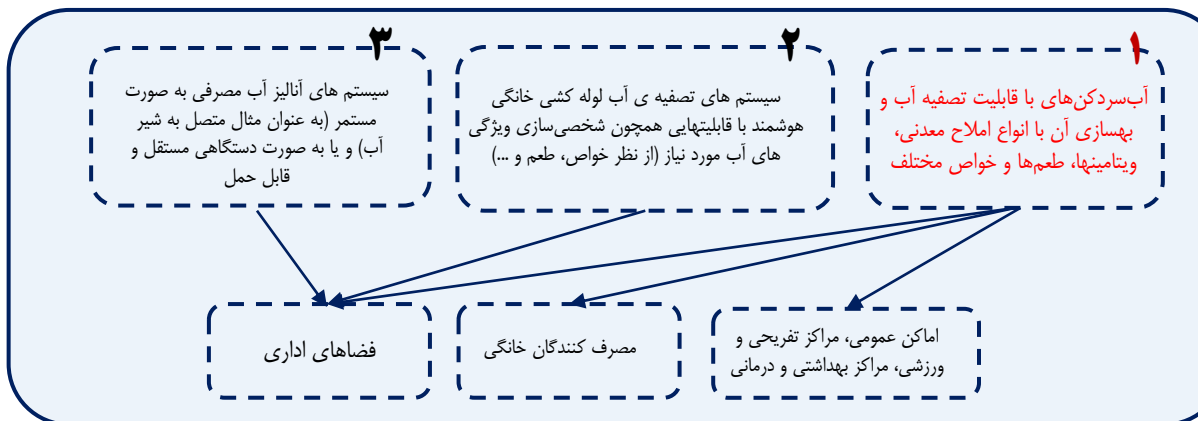 ۱
آب‌سردکن‌های با قابلیت تصفیه آب و
بهسازی آن با انواع املاح معدنی،
ویتامینها، طعم‌ها و خواص مختلف
۲
سیستم های تصفیه ی آب لوله کشی خانگی
هوشمند با قابلیتهایی همچون شخصی‌سازی ویژگی
های آب مورد نیاز (از نظر خواص، طعم و ...)
۳
سیستم های آنالیز آب مصرفی به صورت
مستمر (به عنوان مثال متصل به شیر
آب) و یا به صورت دستگاهی مستقل و
قابل حمل
اماکن عمومی، مراکز تفریحی و
ورزشی، مراکز بهداشتی و درمانی
مصرف کنندگان خانگی
فضاهای اداری